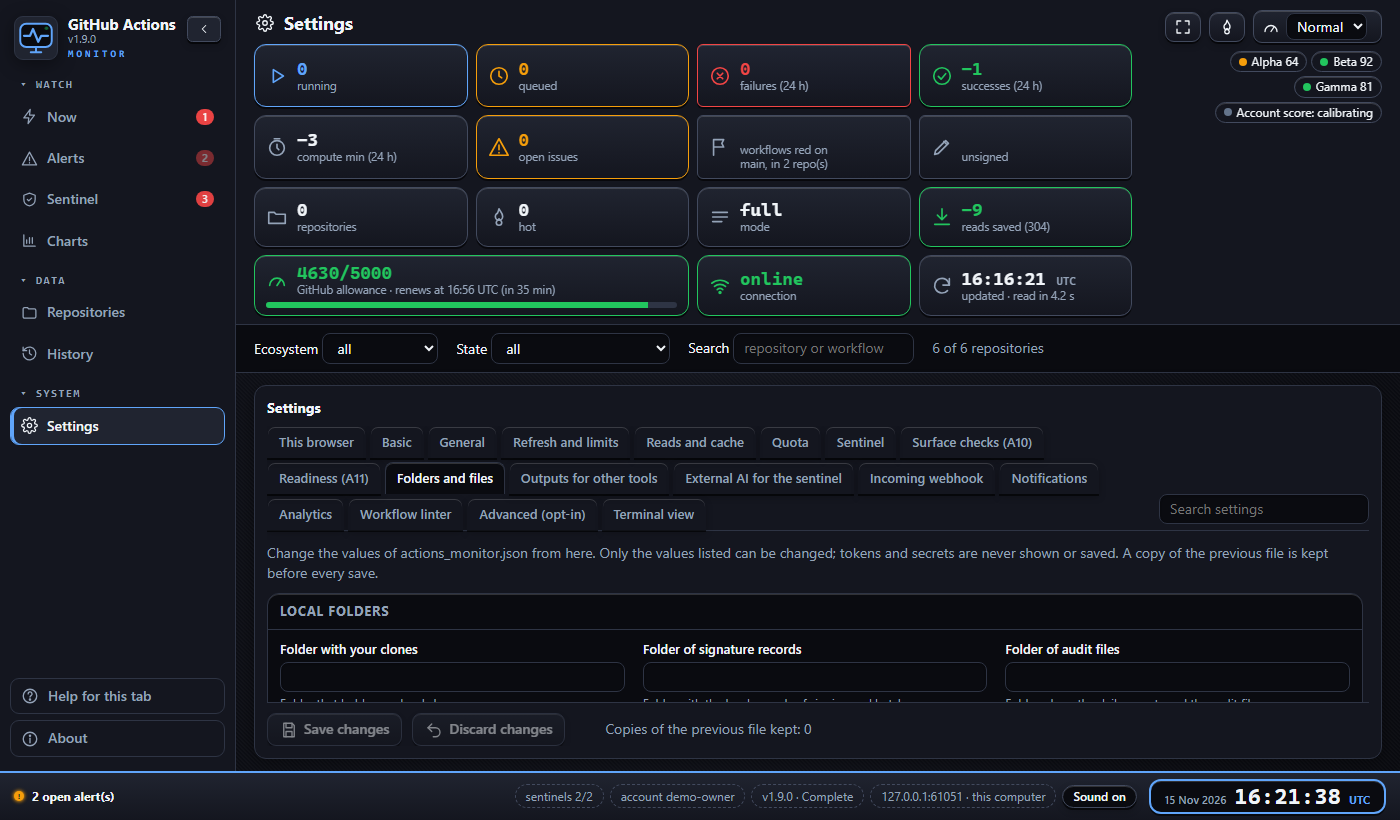 GitHub Actions
v1.9.0
MONITOR
WATCH
Now 1
Alerts 2
Sentinel 3
Charts
DATA
Repositories
History
SYSTEM
Settings
Help for this tab
About
Settings
Normal
Alpha 64 Beta 92
Gamma 81
Account score: calibrating
0
running
0
queued
0
failures (24 h)
−1
successes (24 h)
−3
compute min (24 h)
0
open issues
workflows red on
main, in 2 repo(s)
unsigned
0
repositories
0
hot
full
mode
−9
reads saved (304)
4630/5000
GitHub allowance · renews at 16:56 UTC (in 35 min)
online
connection
16:16:21 UTC
updated · read in 4.2 s
Ecosystem all State all Search repository or workflow 6 of 6 repositories
Settings
This browser Basic General Refresh and limits Reads and cache Quota Sentinel Surface checks (A10)
Readiness (A11) Folders and files Outputs for other tools External AI for the sentinel Incoming webhook Notifications
Analytics Workflow linter Advanced (opt-in) Terminal view Search settings
Change the values of actions_monitor.json from here. Only the values listed can be changed; tokens and secrets are never shown or saved. A copy of the previous file is kept
before every save.
LOCAL FOLDERS
Folder with your clones Folder of signature records Folder of audit files
Save changes Discard changes Copies of the previous file kept: 0
2 open alert(s) sentinels 2/2 account demo-owner v1.9.0 · Complete 127.0.0.1:61051 · this computer Sound on 15 Nov 2026 16:21:38 UTC